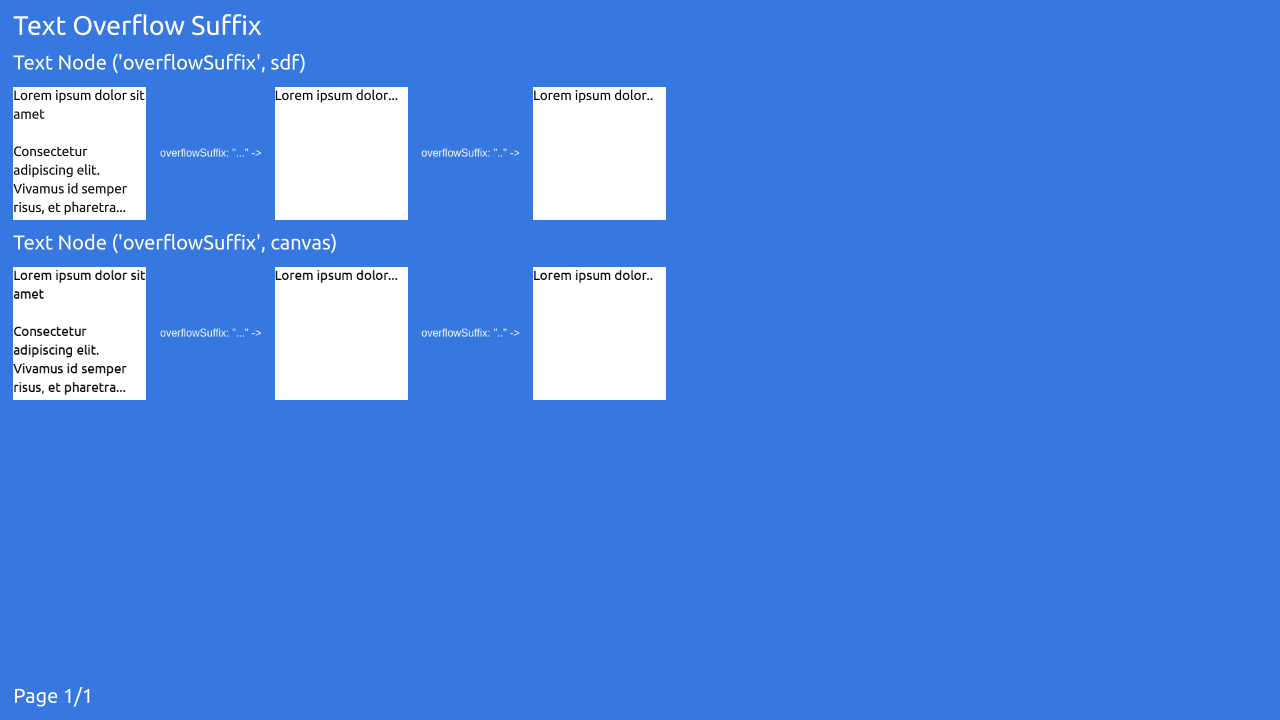 Text Overflow Suffix
Text Node ('overflowSuffix', sdf)
Lorem ipsum dolor sit
amet
Consectetur
adipiscing elit.
Vivamus id semper
risus, et pharetra...
overflowSuffix: "..." ->
Lorem ipsum dolor...
overflowSuffix: ".." ->
Lorem ipsum dolor..
Text Node ('overflowSuffix', canvas)
Lorem ipsum dolor sit
amet
Consectetur
adipiscing elit.
Vivamus id semper
risus, et pharetra...
overflowSuffix: "..." ->
Lorem ipsum dolor...
overflowSuffix: ".." ->
Lorem ipsum dolor..
Page 1/1